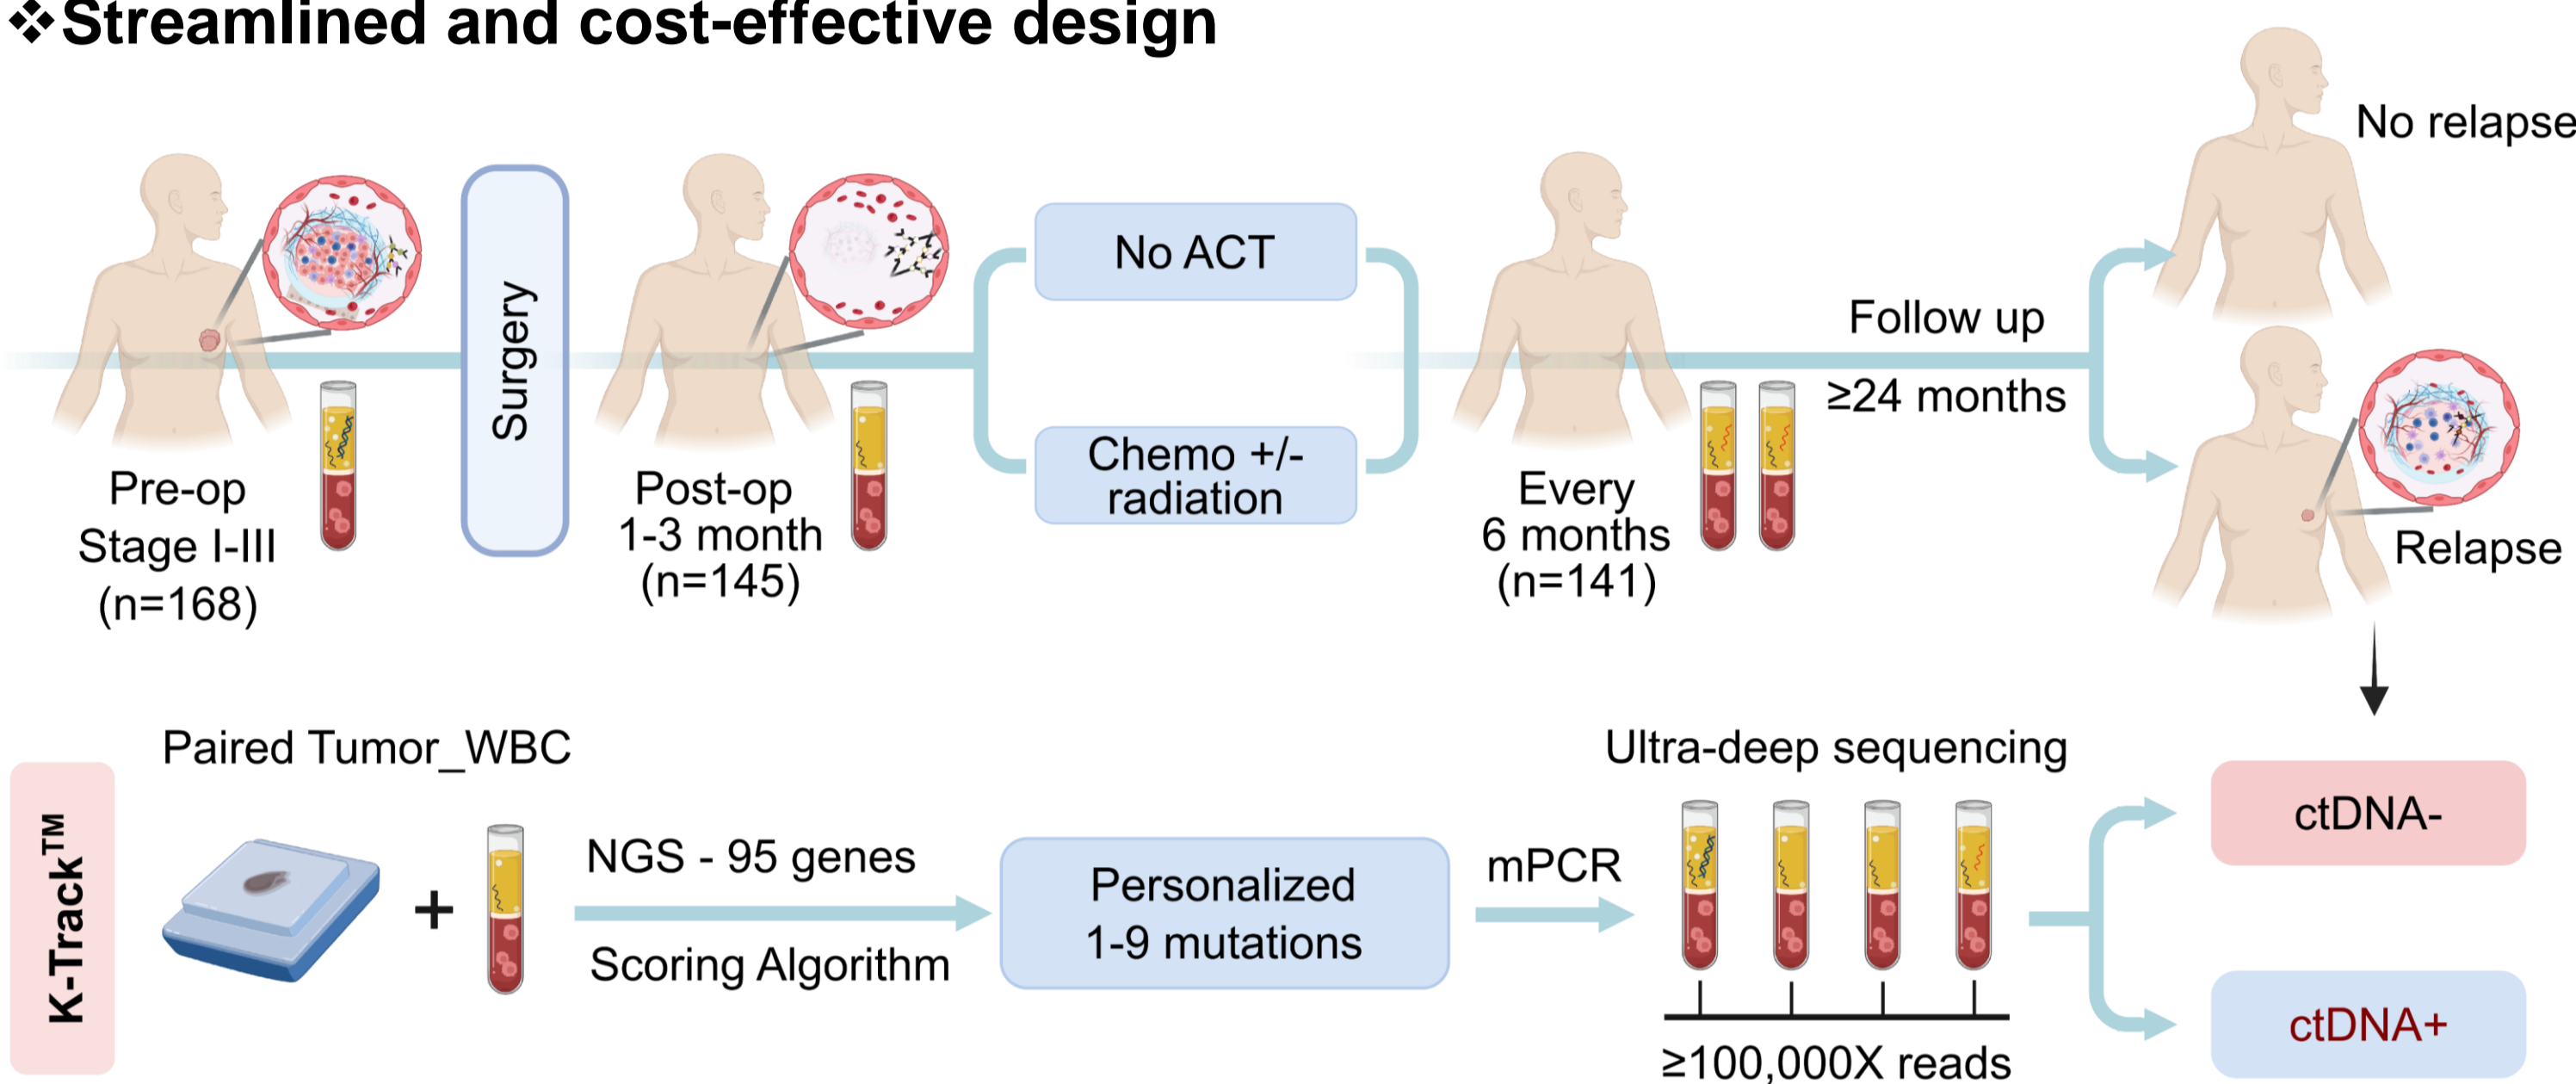 ❖Streamlined and cost-effective design
No relapse
Surgery
No ACT
Chemo +/-
radiation
Follow up
≥24 months
Pre-op
Stage I-III
(n=168)
Post-op
1-3 month
(n=145)
Every
6 months
(n=141)
Relapse
K-Track™
Paired Tumor_WBC
+
NGS - 95 genes
Scoring Algorithm
Personalized
1-9 mutations
mPCR
Ultra-deep sequencing
≥100,000X reads
ctDNA-
ctDNA+